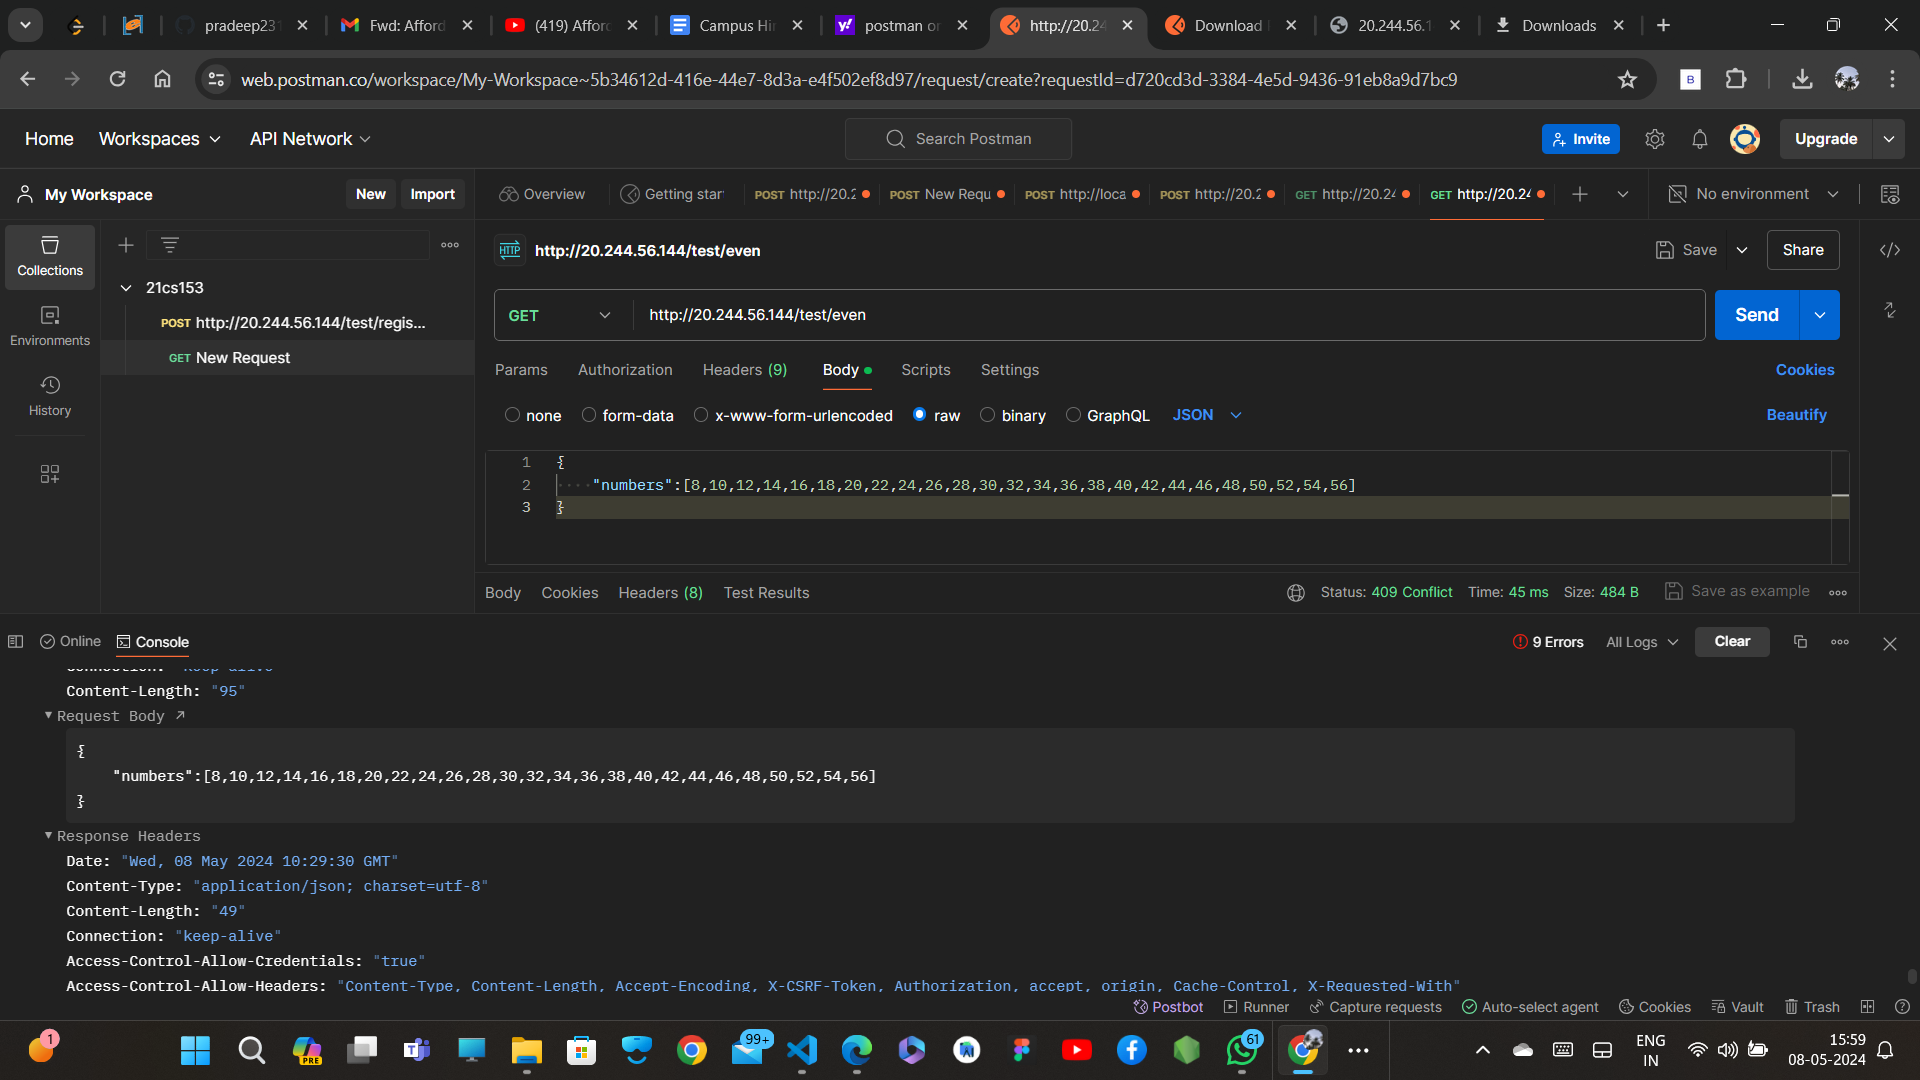 pradeep231
Fwd: Afford
(419) Afford
Campus Hir
postman on
http://20.24
Download
20.244.56.1
Downloads
web.postman.co/workspace/My-Workspace~5b34612d-416e-44e7-8d3a-e4f502ef8d97/request/create?requestId=d720cd3d-3384-4e5d-9436-91eb8a9d7bc9
B
Home Workspaces API Network
Search Postman
Invite
Upgrade
My Workspace
New
Import
Overview
Getting star
POST http://20.2
POST New Requ
POST http://loca
POST http://20.2
GET http://20.24
GET http://20.24
No environment
Collections
Environments
History
21cs153
POST http://20.244.56.144/test/regis...
GET New Request
HTTP
http://20.244.56.144/test/even
Save
Share
GET
http://20.244.56.144/test/even
Send
Params Authorization Headers (9) Body Scripts Settings
Cookies
none form-data x-www-form-urlencoded raw binary GraphQL JSON
Beautify
1 {
2 ····"numbers":[8,10,12,14,16,18,20,22,24,26,28,30,32,34,36,38,40,42,44,46,48,50,52,54,56]
3 }
Body Cookies Headers (8) Test Results
Status: 409 Conflict Time: 45 ms Size: 484 B
Save as example
Online
Console
9 Errors
All Logs
Clear
Connection: "keep-alive"
Content-Length: "95"
Request Body
{
"numbers":[8,10,12,14,16,18,20,22,24,26,28,30,32,34,36,38,40,42,44,46,48,50,52,54,56]
}
Response Headers
Date: "Wed, 08 May 2024 10:29:30 GMT"
Content-Type: "application/json; charset=utf-8"
Content-Length: "49"
Connection: "keep-alive"
Access-Control-Allow-Credentials: "true"
Access-Control-Allow-Headers: "Content-Type, Content-Length, Accept-Encoding, X-CSRF-Token, Authorization, accept, origin, Cache-Control, X-Requested-With"
Postbot Runner Capture requests Auto-select agent Cookies Vault Trash
1
PRE
99+
61
ENG
IN
15:59
08-05-2024